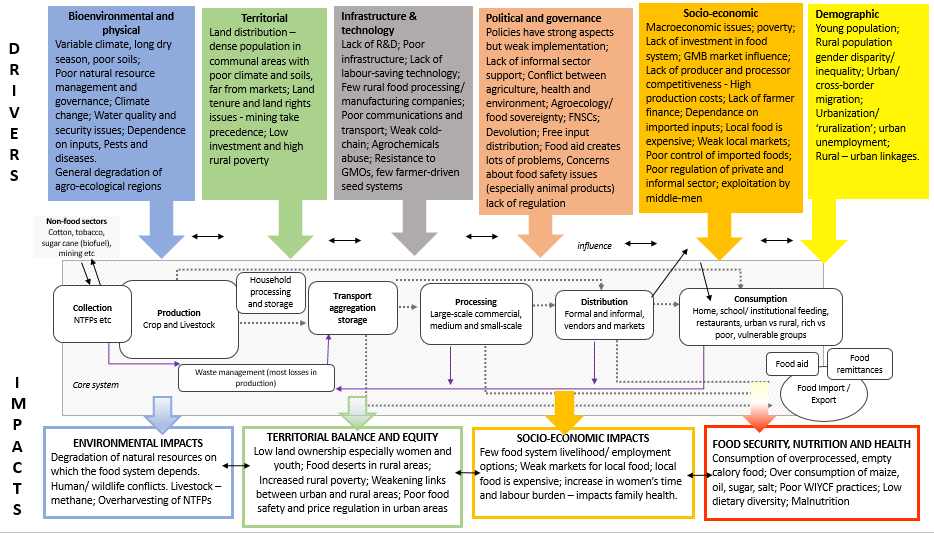 DRIVERS
Bioenvironmental and
physical
Variable climate, long dry
season, poor soils;
Poor natural resource
management and
governance; Climate
change; Water quality and
security issues; Dependence
on inputs, Pests and
diseases.
General degradation of
agro-ecological regions
Territorial
Land distribution –
dense population in
communal areas with
poor climate and soils,
far from markets; Land
tenure and land rights
issues - mining take
precedence; Low
investment and high
rural poverty
Infrastructure &
technology
Lack of R&D; Poor
infrastructure; Lack of
labour-saving technology;
Few rural food processing/
manufacturing companies;
Poor communications and
transport; Weak cold-
chain; Agrochemicals
abuse; Resistance to
GMOs, few farmer-driven
seed systems
Political and governance
Policies have strong aspects
but weak implementation;
Lack of informal sector
support; Conflict between
agriculture, health and
environment; Agroecology/
food sovereignty; FNSCs;
Devolution; Free input
distribution; Food aid creates
lots of problems, Concerns
about food safety issues
(especially animal products)
lack of regulation
Socio-economic
Macroeconomic issues; poverty;
Lack of investment in food
system; GMB market influence;
Lack of producer and processor
competitiveness - High
production costs; Lack of farmer
finance; Dependance on
imported inputs; Local food is
expensive; Weak local markets;
Poor control of imported foods;
Poor regulation of private and
informal sector; exploitation by
middle-men
Demographic
Young population;
Rural population
gender disparity/
inequality; Urban/
cross-border
migration;
Urbanization/
‘ruralization’; urban
unemployment;
Rural – urban linkages.
Non-food sectors
Cotton, tobacco,
sugar cane (biofuel),
mining etc
influence
Collection
NTFPs etc
Production
Crop and Livestock
Household
processing
and storage
Transport
aggregation
storage
Processing
Large-scale commercial,
medium and small-scale
Distribution
Formal and informal,
vendors and markets
Consumption
Home, school/ institutional feeding,
restaurants, urban vs rural, rich vs
poor, vulnerable groups
Waste management (most losses in
production)
Core system
Food aid
Food
remittances
Food Import /
Export
IMPACTS
ENVIRONMENTAL IMPACTS
Degradation of natural resources on
which the food system depends.
Human/ wildlife conflicts. Livestock –
methane; Overharvesting of NTFPs
TERRITORIAL BALANCE AND EQUITY
Low land ownership especially women and
youth; Food deserts in rural areas;
Increased rural poverty; Weakening links
between urban and rural areas; Poor food
safety and price regulation in urban areas
SOCIO-ECONOMIC IMPACTS
Few food system livelihood/ employment
options; Weak markets for local food; local
food is expensive; increase in women’s time
and labour burden – impacts family health.
FOOD SECURITY, NUTRITION AND HEALTH
Consumption of overprocessed, empty
calory food; Over consumption of maize,
oil, sugar, salt; Poor WIYCF practices; Low
dietary diversity; Malnutrition